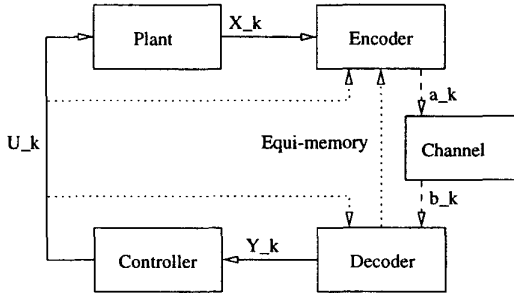 X_k
Plant
Encoder
a_k
Equi-memory
U_k
Channel
b_k
Y_k
Controller
Decoder